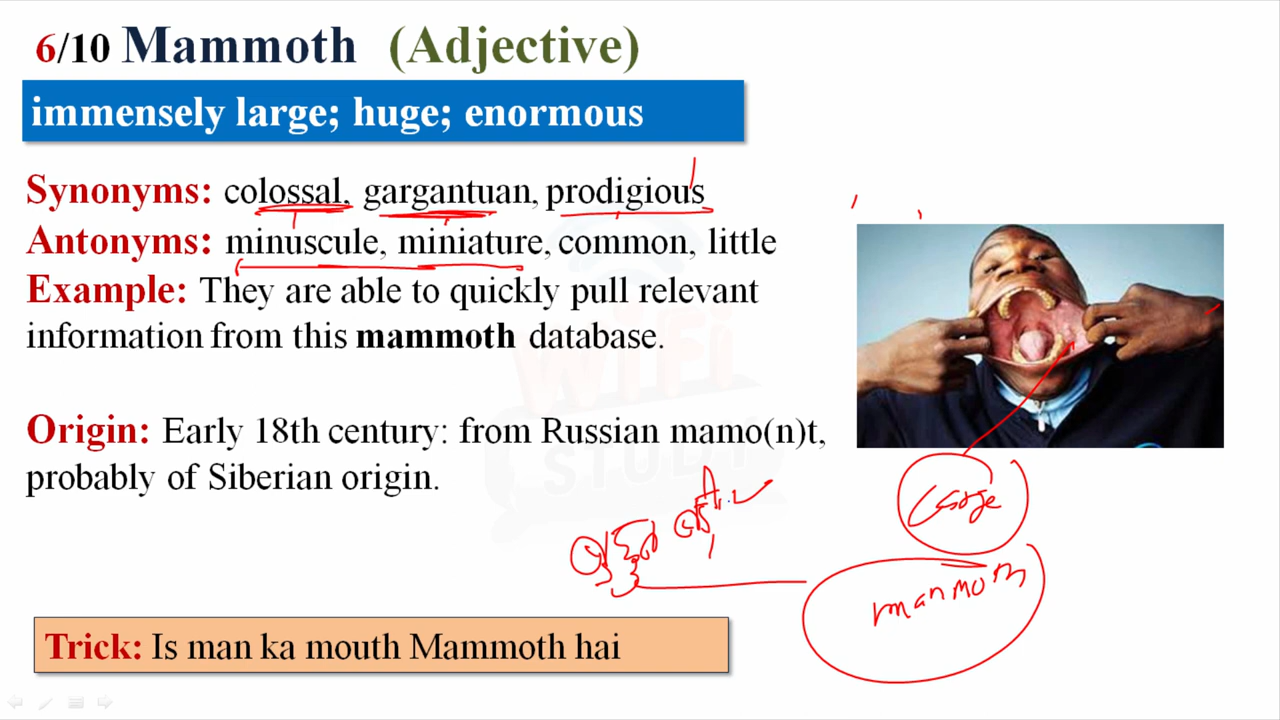 6/10 Mammoth (Adjective)
immensely large; huge; enormous
Synonyms: colossal, gargantuan, prodigious
Antonyms: minuscule, miniature, common, little
Example: They are able to quickly pull relevant
information from this mammoth database.
WiFi
STUDY
Origin: Early 18th century: from Russian mamo(n)t,
probably of Siberian origin.
manmoth
Trick: Is man ka mouth Mammoth hai